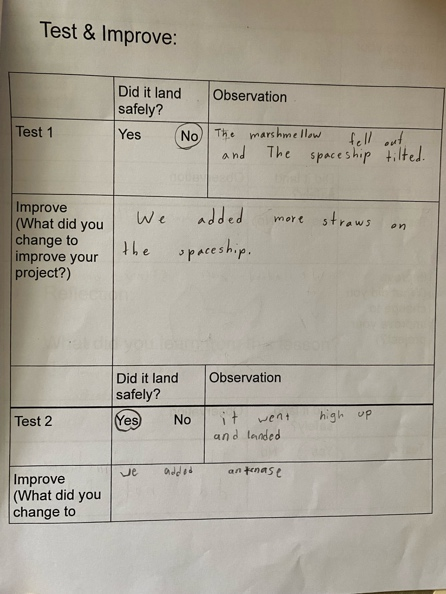 Test & Improve:
Did it land
safely?
Observation
Test 1
Yes
No
The marshmellow fell out
and The spaceship tilted.
Improve
(What did you
change to
improve your
project?)
We added more straws on
the spaceship.
Did it land
safely?
Observation
Test 2
Yes
No
it went high up
and landed
Improve
(What did you
change to
we added antenase